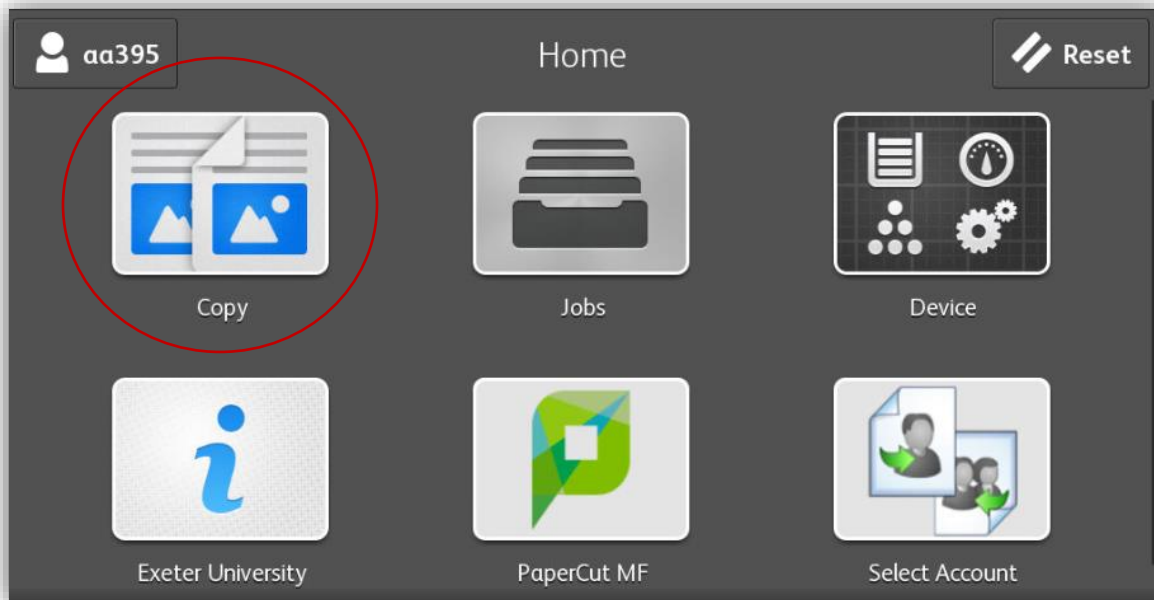 aa395
Home
Reset
Copy
Jobs
Device
Exeter University
PaperCut MF
Select Account